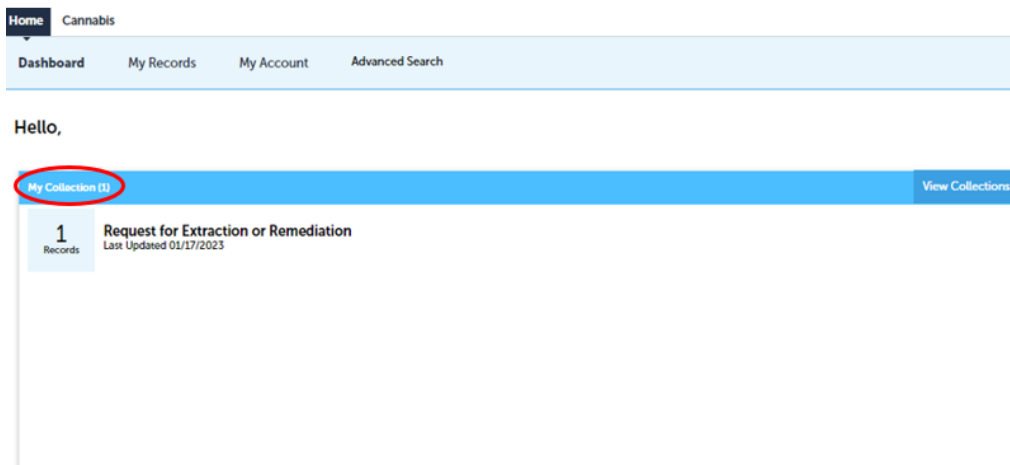 Home Cannabis
Dashboard My Records My Account Advanced Search
Hello,
My Collection (1) View Collections
1
Records
Request for Extraction or Remediation
Last Updated 01/17/2023